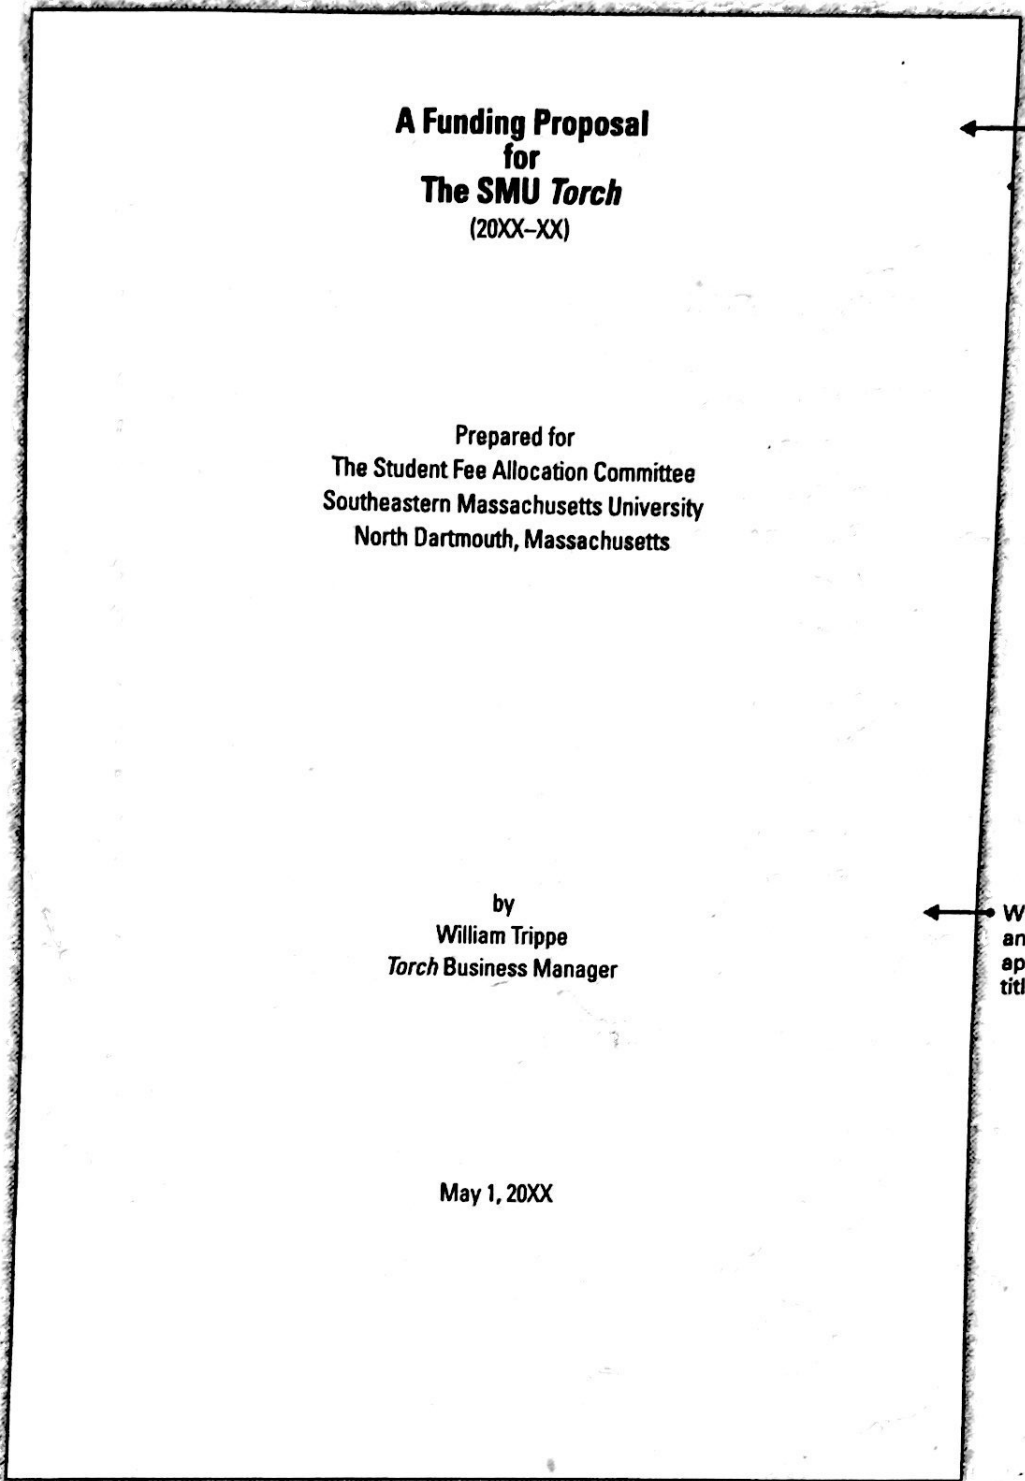 A Funding Proposal
for
The SMU Torch
(20XX–XX)
Prepared for
The Student Fee Allocation Committee
Southeastern Massachusetts University
North Dartmouth, Massachusetts
by
William Trippe
Torch Business Manager
May 1, 20XX